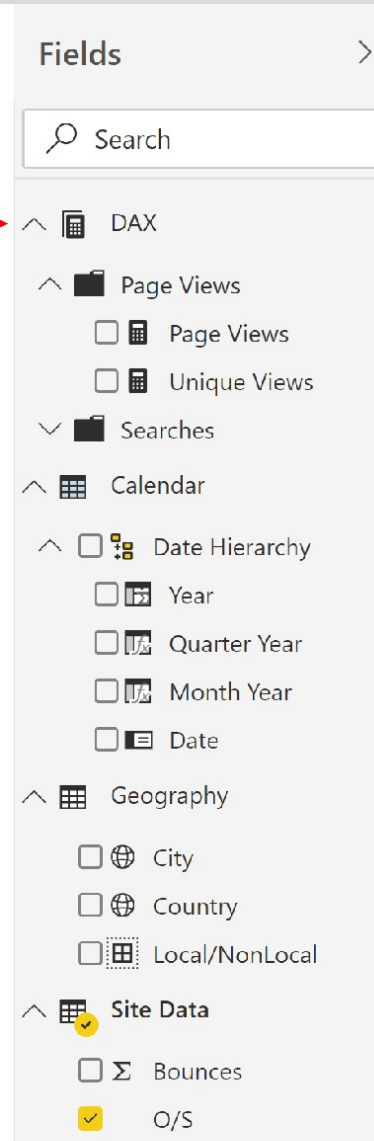 Fields
Search
DAX
Page Views
Page Views
Unique Views
Searches
Calendar
Date Hierarchy
Year
Quarter Year
Month Year
Date
Geography
City
Country
Local/NonLocal
Site Data
Bounces
O/S